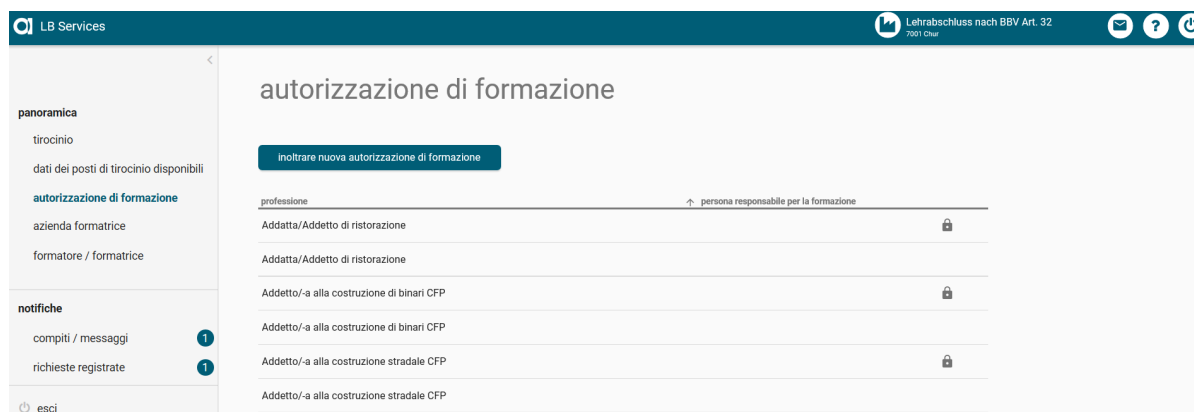 LB Services
Lehrabschluss nach BBV Art. 32
7001 Chur
?
autorizzazione di formazione
panoramica
tirocinio
dati dei posti di tirocinio disponibili
autorizzazione di formazione
azienda formatrice
formatore / formatrice
notifiche
compiti / messaggi 1
richieste registrate 1
esci
inoltrare nuova autorizzazione di formazione
professione persona responsabile per la formazione
Addatta/Addetto di ristorazione
Addatta/Addetto di ristorazione
Addetto/-a alla costruzione di binari CFP
Addetto/-a alla costruzione di binari CFP
Addetto/-a alla costruzione stradale CFP
Addetto/-a alla costruzione stradale CFP